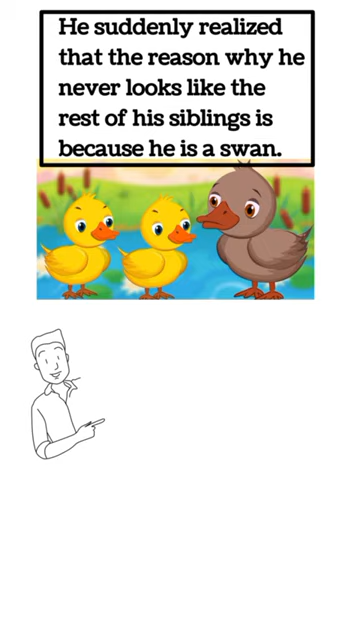 He suddenly realized
that the reason why he
never looks like the
rest of his siblings is
because he is a swan.